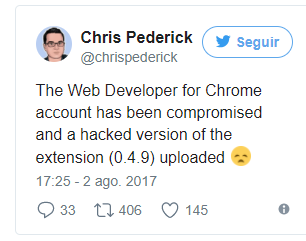 Chris Pederick
Seguir
@chrispederick
The Web Developer for Chrome
account has been compromised
and a hacked version of the
extension (0.4.9) uploaded 😞
17:25 - 2 ago. 2017
33 406 145